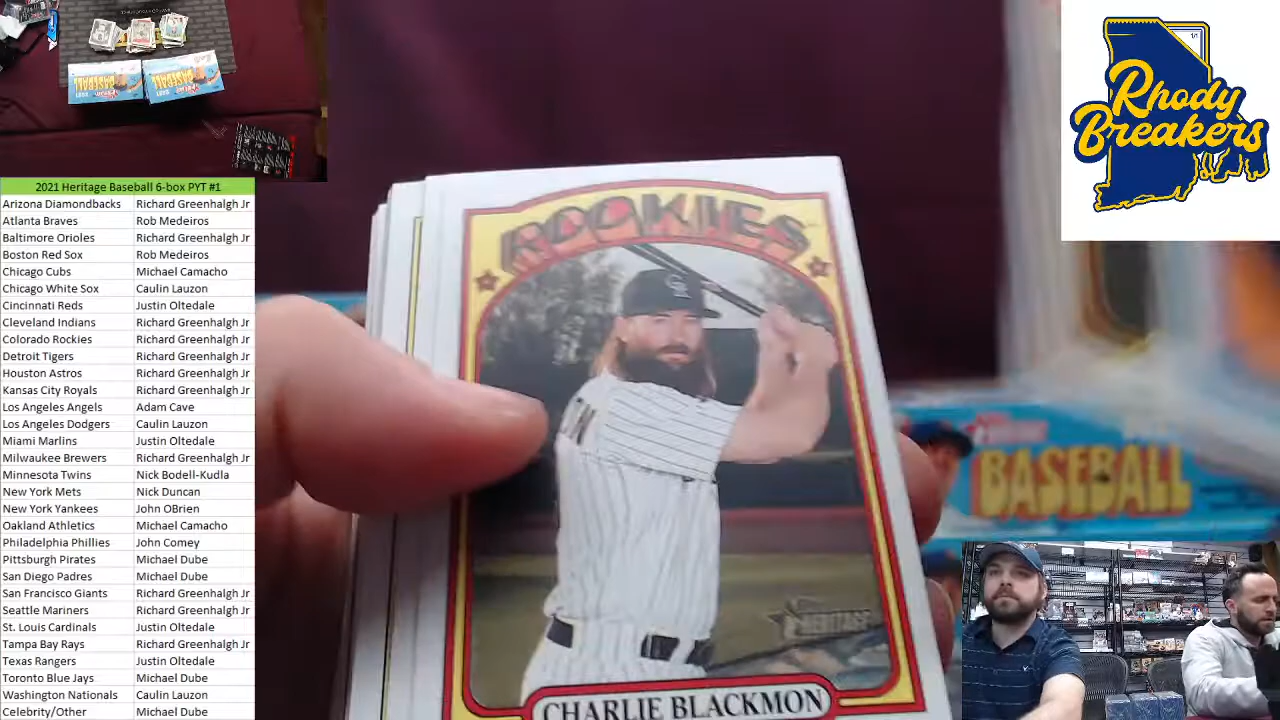 2021 Heritage Baseball 6-box PYT #1
Arizona Diamondbacks Richard Greenhalgh Jr
Atlanta Braves Rob Medeiros
Baltimore Orioles Richard Greenhalgh Jr
Boston Red Sox Rob Medeiros
Chicago Cubs Michael Camacho
Chicago White Sox Caulin Lauzon
Cincinnati Reds Justin Oltedale
Cleveland Indians Richard Greenhalgh Jr
Colorado Rockies Richard Greenhalgh Jr
Detroit Tigers Richard Greenhalgh Jr
Houston Astros Richard Greenhalgh Jr
Kansas City Royals Richard Greenhalgh Jr
Los Angeles Angels Adam Cave
Los Angeles Dodgers Caulin Lauzon
Miami Marlins Justin Oltedale
Milwaukee Brewers Richard Greenhalgh Jr
Minnesota Twins Nick Bodell-Kudla
New York Mets Nick Duncan
New York Yankees John OBrien
Oakland Athletics Michael Camacho
Philadelphia Phillies John Comey
Pittsburgh Pirates Michael Dube
San Diego Padres Michael Dube
San Francisco Giants Richard Greenhalgh Jr
Seattle Mariners Richard Greenhalgh Jr
St. Louis Cardinals Justin Oltedale
Tampa Bay Rays Richard Greenhalgh Jr
Texas Rangers Justin Oltedale
Toronto Blue Jays Michael Dube
Washington Nationals Caulin Lauzon
Celebrity/Other Michael Dube
ROCKIES
CR
HERITAGE
CHARLIE BLACKMON
BASEBALL
BASEBALL
BASEBALL
1/1
Rhody
Breakers